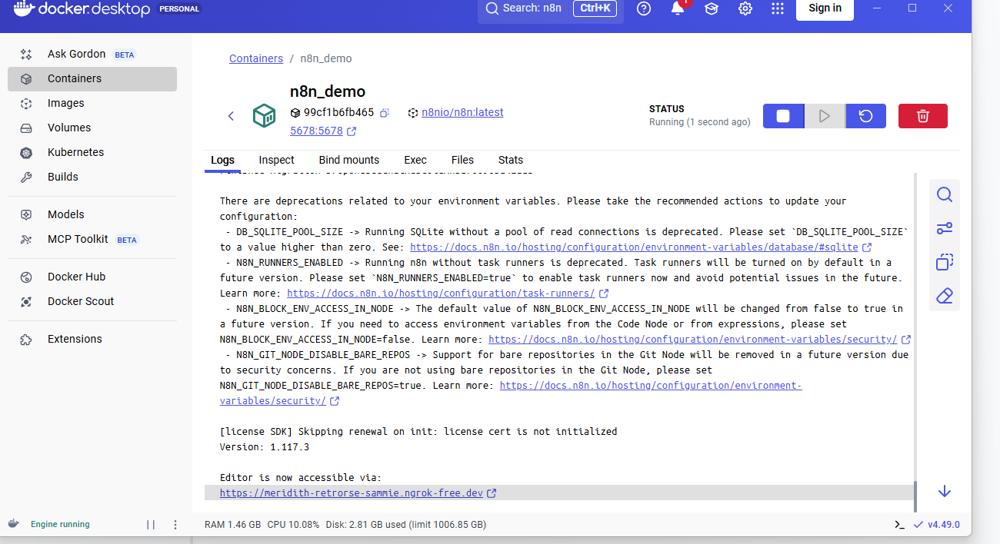 docker.desktop PERSONAL
Search: n8n Ctrl+K
1
Sign in
Ask Gordon BETA
Containers
Images
Volumes
Kubernetes
Builds
Models
MCP Toolkit BETA
Docker Hub
Docker Scout
Extensions
Containers / n8n_demo
n8n_demo
99cf1b6fb465 n8nio/n8n:latest
5678:5678
STATUS
Running (1 second ago)
Logs Inspect Bind mounts Exec Files Stats
There are deprecations related to your environment variables. Please take the recommended actions to update your
configuration:
- DB_SQLITE_POOL_SIZE -> Running SQLite without a pool of read connections is deprecated. Please set `DB_SQLITE_POOL_SIZE`
to a value higher than zero. See: https://docs.n8n.io/hosting/configuration/environment-variables/database/#sqlite
- N8N_RUNNERS_ENABLED -> Running n8n without task runners is deprecated. Task runners will be turned on by default in a
future version. Please set `N8N_RUNNERS_ENABLED=true` to enable task runners now and avoid potential issues in the future.
Learn more: https://docs.n8n.io/hosting/configuration/task-runners/
- N8N_BLOCK_ENV_ACCESS_IN_NODE -> The default value of N8N_BLOCK_ENV_ACCESS_IN_NODE will be changed from false to true in
a future version. If you need to access environment variables from the Code Node or from expressions, please set
N8N_BLOCK_ENV_ACCESS_IN_NODE=false. Learn more: https://docs.n8n.io/hosting/configuration/environment-variables/security/
- N8N_GIT_NODE_DISABLE_BARE_REPOS -> Support for bare repositories in the Git Node will be removed in a future version due
to security concerns. If you are not using bare repositories in the Git Node, please set
N8N_GIT_NODE_DISABLE_BARE_REPOS=true. Learn more: https://docs.n8n.io/hosting/configuration/environment-
variables/security/
[license SDK] Skipping renewal on init: license cert is not initialized
Version: 1.117.3
Editor is now accessible via:
https://meridith-retrorse-sammie.ngrok-free.dev
Engine running
RAM 1.46 GB CPU 10.08% Disk: 2.81 GB used (limit 1006.85 GB)
v4.49.0